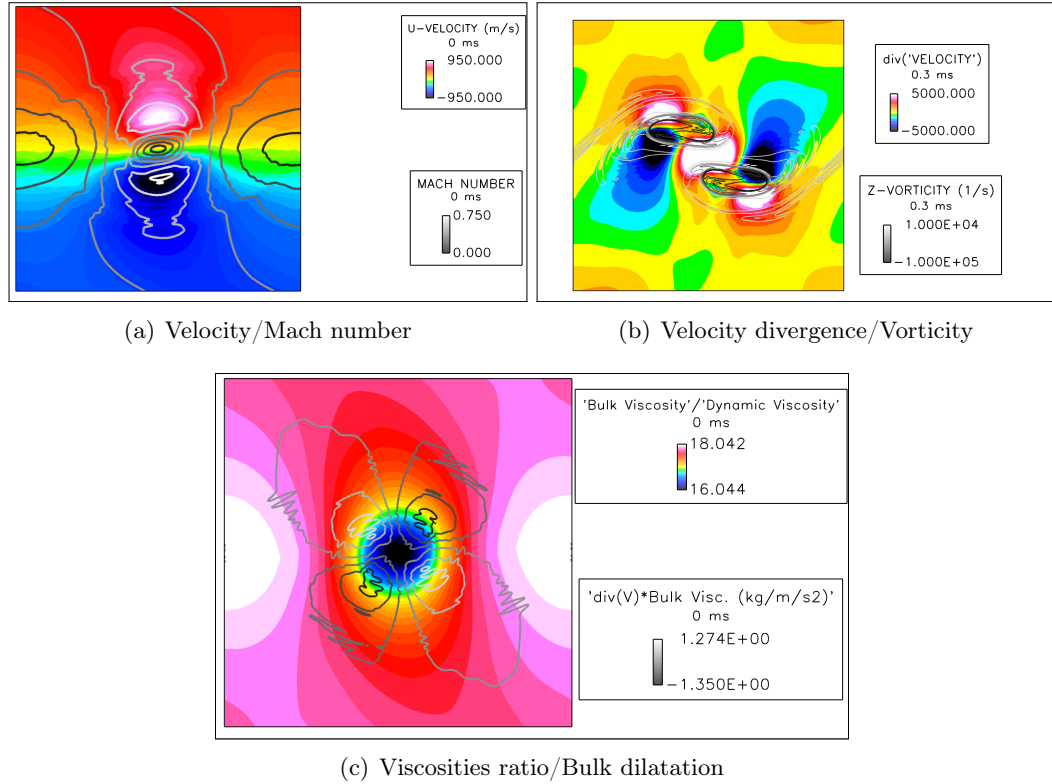 U-VELOCITY (m/s)
0 ms
950.000
-950.000
MACH NUMBER
0 ms
0.750
0.000
div('VELOCITY')
0.3 ms
5000.000
-5000.000
Z-VORTICITY (1/s)
0.3 ms
1.000E+04
-1.000E+05
(a) Velocity/Mach number
(b) Velocity divergence/Vorticity
'Bulk Viscosity'/'Dynamic Viscosity'
0 ms
18.042
16.044
'div(V)*Bulk Visc. (kg/m/s2)'
0 ms
1.274E+00
-1.350E+00
(c) Viscosities ratio/Bulk dilatation